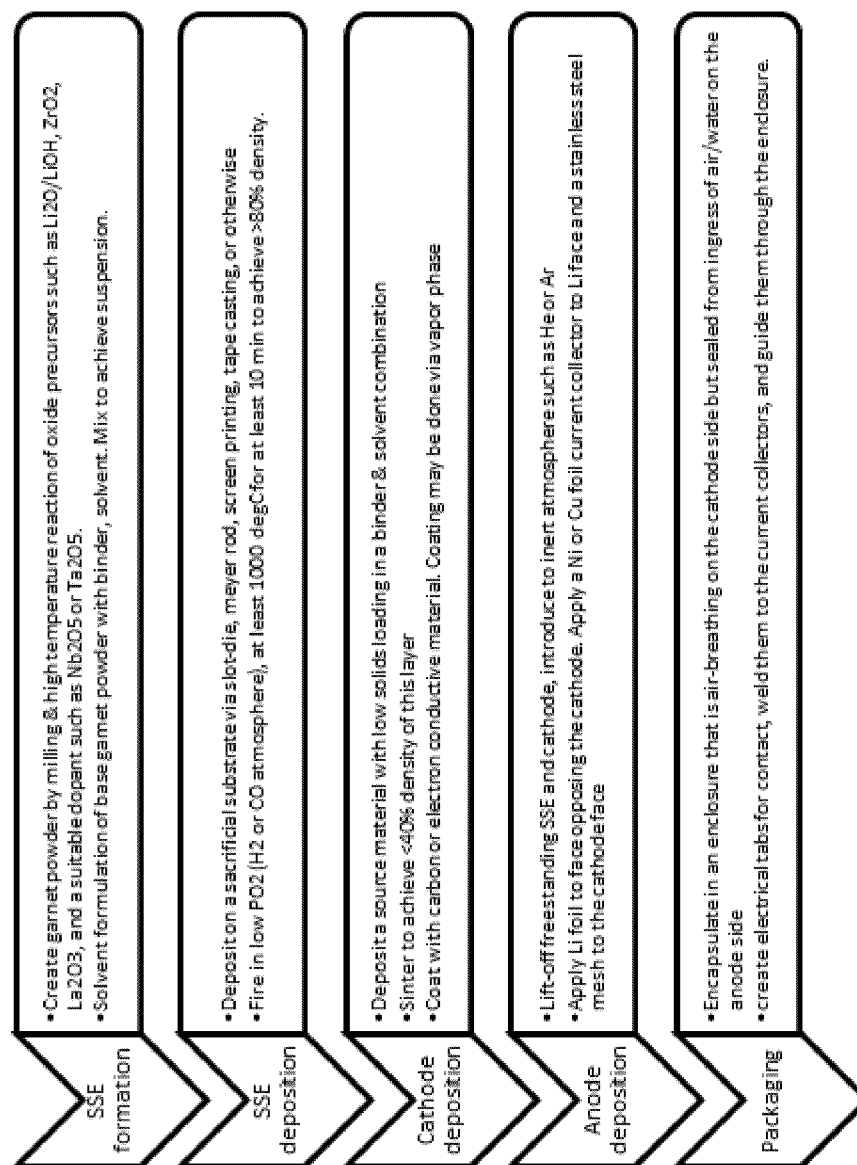 SSE
formation
•Create garnet powder by milling & high temperature reaction of oxide precursors such as Li2O/LiOH, ZrO2,
La2O3, and a suitable dopant such as Nb2O5 or Ta2O5.
•Solvent formulation of base garnet powder with binder, solvent. Mix to achieve suspension.
SSE
deposition
•Deposit on a sacrificial substrate via slot-die, meyer rod, screen printing, tape casting, or otherwise
•Fire in low PO2 (H2 or CO atmosphere), at least 1000 degC for at least 10 min to achieve >80% density.
Cathode
deposition
•Deposit a source material with low solids loading in a binder & solvent combination
•Sinter to achieve <40% density of this layer
•Coat with carbon or electron conductive material. Coating may be done via vapor phase
Anode
deposition
•Lift-off freestanding SSE and cathode, introduce to inert atmosphere such as He or Ar
•Apply Li foil to face opposing the cathode. Apply a Ni or Cu foil current collector to Li face and a stainless steel
mesh to the cathode face
Packaging
•Encapsulate in an enclosure that is air-breathing on the cathode side but sealed from ingress of air/water on the
anode side
•create electrical tabs for contact, weld them to the current collectors, and guide them through the enclosure.